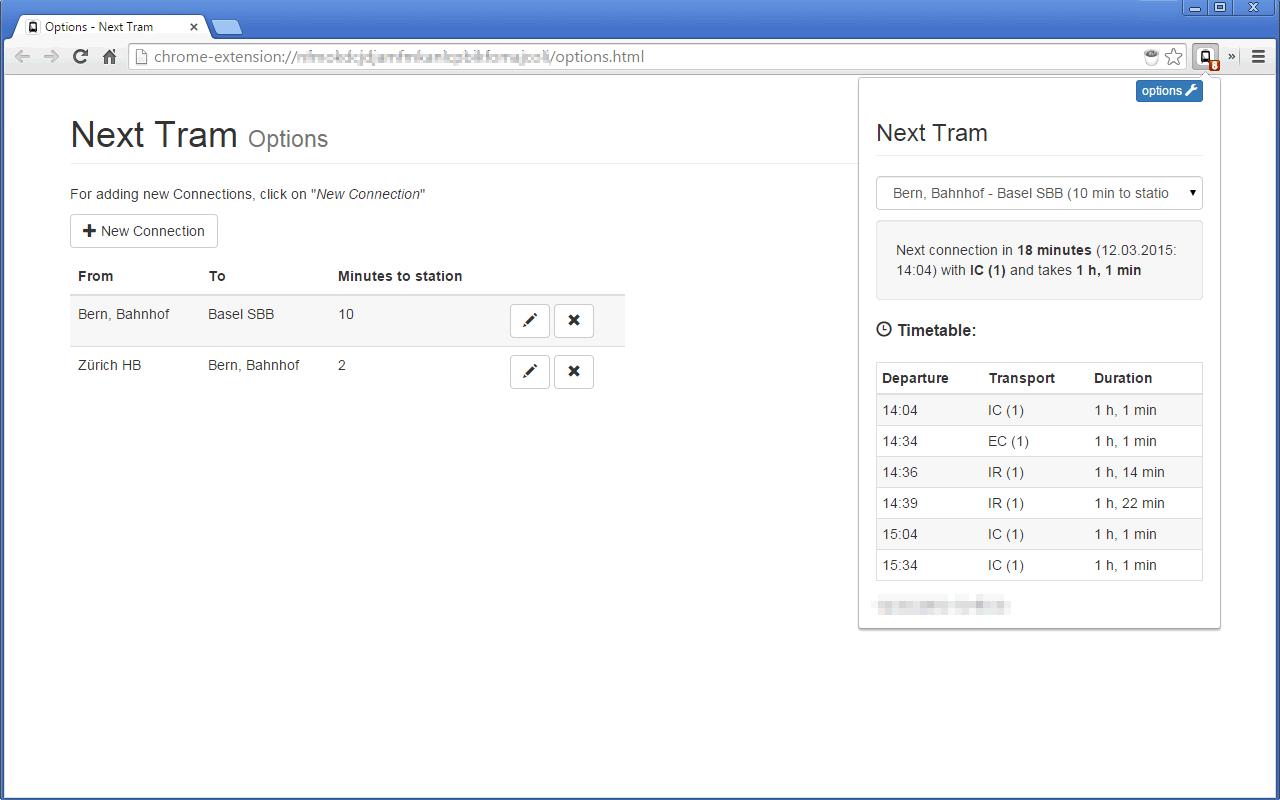 Options - Next Tram
chrome-extension:// /options.html
8
options
Next Tram Options
For adding new Connections, click on "New Connection"
New Connection
From To Minutes to station
Bern, Bahnhof Basel SBB 10
Zürich HB Bern, Bahnhof 2
Next Tram
Bern, Bahnhof - Basel SBB (10 min to statio
Next connection in 18 minutes (12.03.2015:
14:04) with IC (1) and takes 1 h, 1 min
Timetable:
Departure Transport Duration
14:04 IC (1) 1 h, 1 min
14:34 EC (1) 1 h, 1 min
14:36 IR (1) 1 h, 14 min
14:39 IR (1) 1 h, 22 min
15:04 IC (1) 1 h, 1 min
15:34 IC (1) 1 h, 1 min